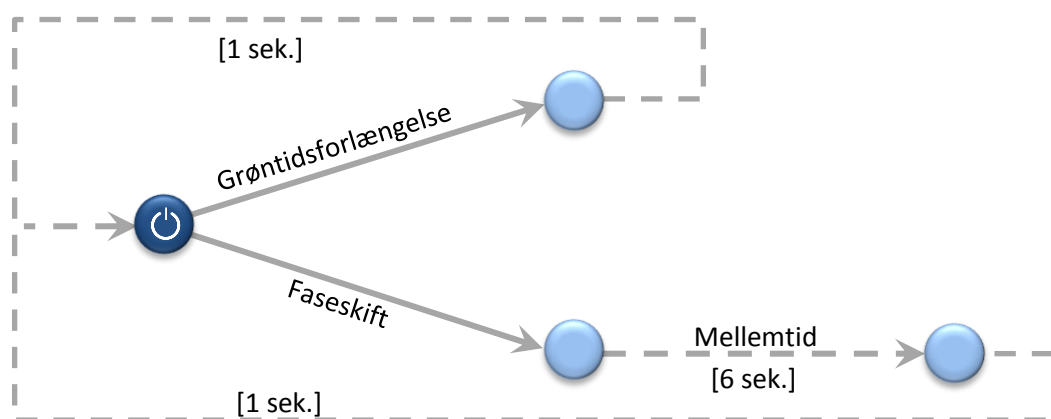 [1 sek.]
Grøntidsforlængelse
Faseskift
Mellemtid
[6 sek.]
[1 sek.]